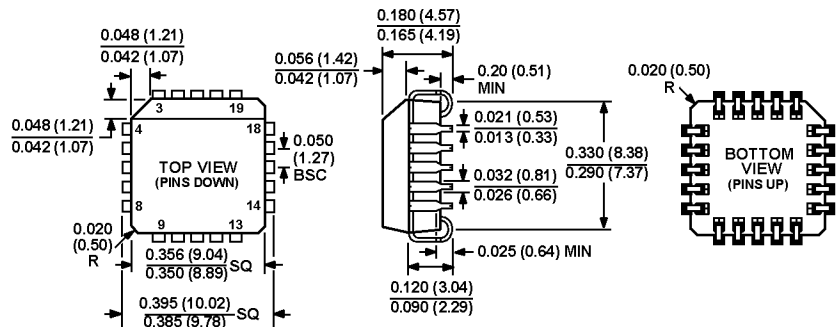 0.048 (1.21)
0.042 (1.07)
0.180 (4.57)
0.165 (4.19)
0.056 (1.42)
0.042 (1.07)
0.20 (0.51)
MIN
0.020 (0.50)
R
3
19
0.048 (1.21)
0.042 (1.07)
4
18
0.050
(1.27)
BSC
TOP VIEW
(PINS DOWN)
0.021 (0.53)
0.013 (0.33)
0.330 (8.38)
0.290 (7.37)
0.032 (0.81)
0.026 (0.66)
BOTTOM
VIEW
(PINS UP)
8
14
9
13
0.020
(0.50)
R
0.025 (0.64) MIN
0.356 (9.04)
0.350 (8.89)
SQ
0.120 (3.04)
0.090 (2.29)
0.395 (10.02)
0.385 (9.78)
SQ